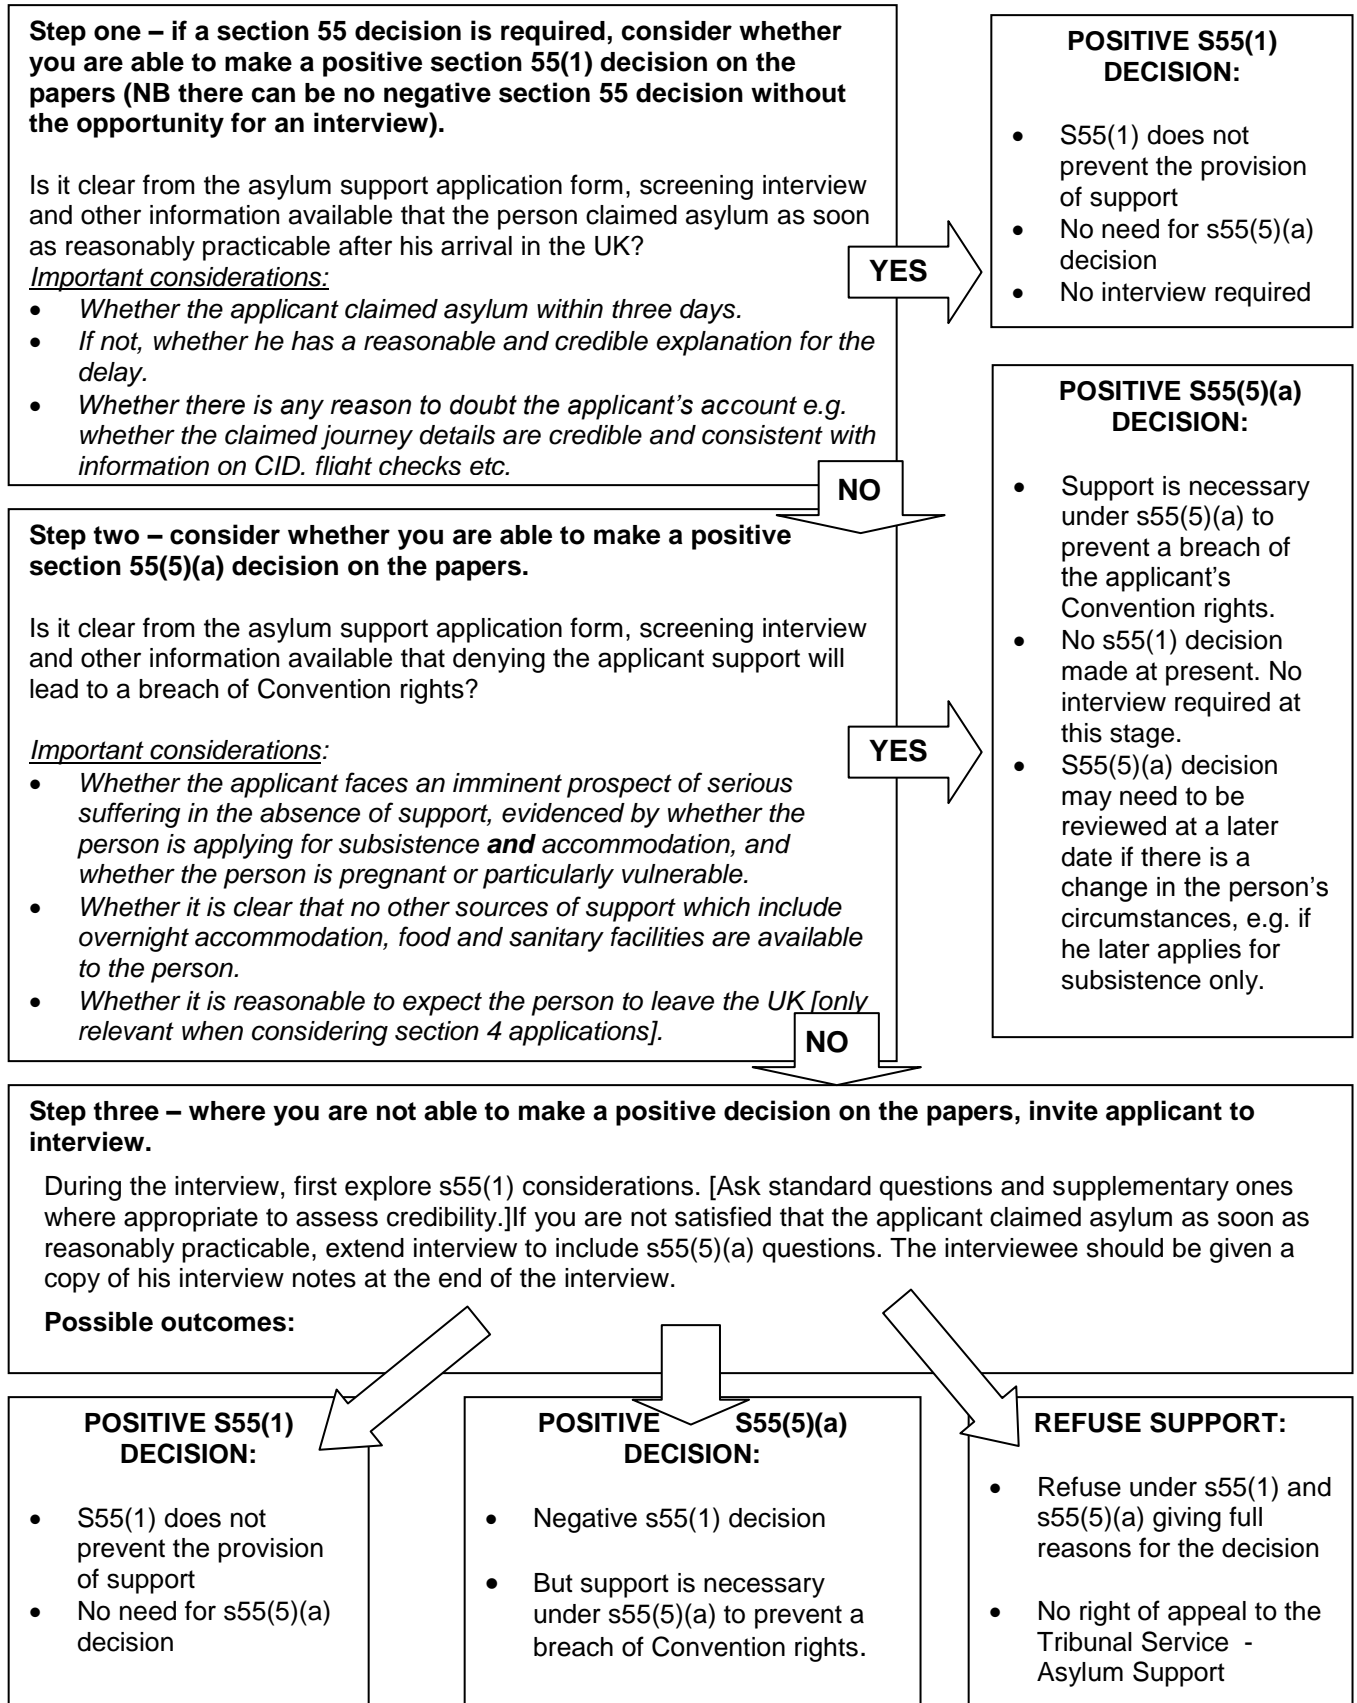 Step one – if a section 55 decision is required, consider whether
you are able to make a positive section 55(1) decision on the
papers (NB there can be no negative section 55 decision without
the opportunity for an interview).
Is it clear from the asylum support application form, screening interview
and other information available that the person claimed asylum as soon
as reasonably practicable after his arrival in the UK?
Important considerations:
• Whether the applicant claimed asylum within three days.
• If not, whether he has a reasonable and credible explanation for the
delay.
• Whether there is any reason to doubt the applicant's account e.g.
whether the claimed journey details are credible and consistent with
information on CID, flight checks etc.
YES
POSITIVE S55(1)
DECISION:
• S55(1) does not
prevent the provision
of support
• No need for s55(5)(a)
decision
• No interview required
NO
Step two – consider whether you are able to make a positive
section 55(5)(a) decision on the papers.
Is it clear from the asylum support application form, screening interview
and other information available that denying the applicant support will
lead to a breach of Convention rights?
Important considerations:
• Whether the applicant faces an imminent prospect of serious
suffering in the absence of support, evidenced by whether the
person is applying for subsistence and accommodation, and
whether the person is pregnant or particularly vulnerable.
• Whether it is clear that no other sources of support which include
overnight accommodation, food and sanitary facilities are available
to the person.
• Whether it is reasonable to expect the person to leave the UK [only
relevant when considering section 4 applications].
YES
POSITIVE S55(5)(a)
DECISION:
• Support is necessary
under s55(5)(a) to
prevent a breach of
the applicant's
Convention rights.
• No s55(1) decision
made at present. No
interview required at
this stage.
• S55(5)(a) decision
may need to be
reviewed at a later
date if there is a
change in the person's
circumstances, e.g. if
he later applies for
subsistence only.
NO
Step three – where you are not able to make a positive decision on the papers, invite applicant to
interview.
During the interview, first explore s55(1) considerations. [Ask standard questions and supplementary ones
where appropriate to assess credibility.]If you are not satisfied that the applicant claimed asylum as soon as
reasonably practicable, extend interview to include s55(5)(a) questions. The interviewee should be given a
copy of his interview notes at the end of the interview.
Possible outcomes:
POSITIVE S55(1)
DECISION:
• S55(1) does not
prevent the provision
of support
• No need for s55(5)(a)
decision
POSITIVE S55(5)(a)
DECISION:
• Negative s55(1) decision
• But support is necessary
under s55(5)(a) to prevent a
breach of Convention rights.
REFUSE SUPPORT:
• Refuse under s55(1) and
s55(5)(a) giving full
reasons for the decision
• No right of appeal to the
Tribunal Service -
Asylum Support